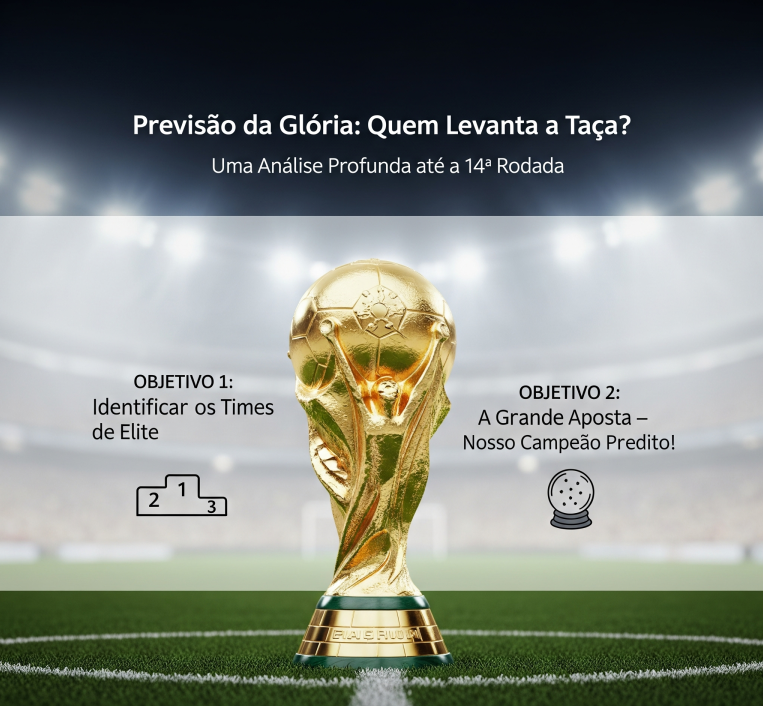 Previsão da Glória: Quem Levanta a Taça?
Uma Análise Profunda até a 14ª Rodada
OBJETIVO 1:
Identificar os Times
de Elite
2 1 3
OBJETIVO 2:
A Grande Aposta –
Nosso Campeão Predito!